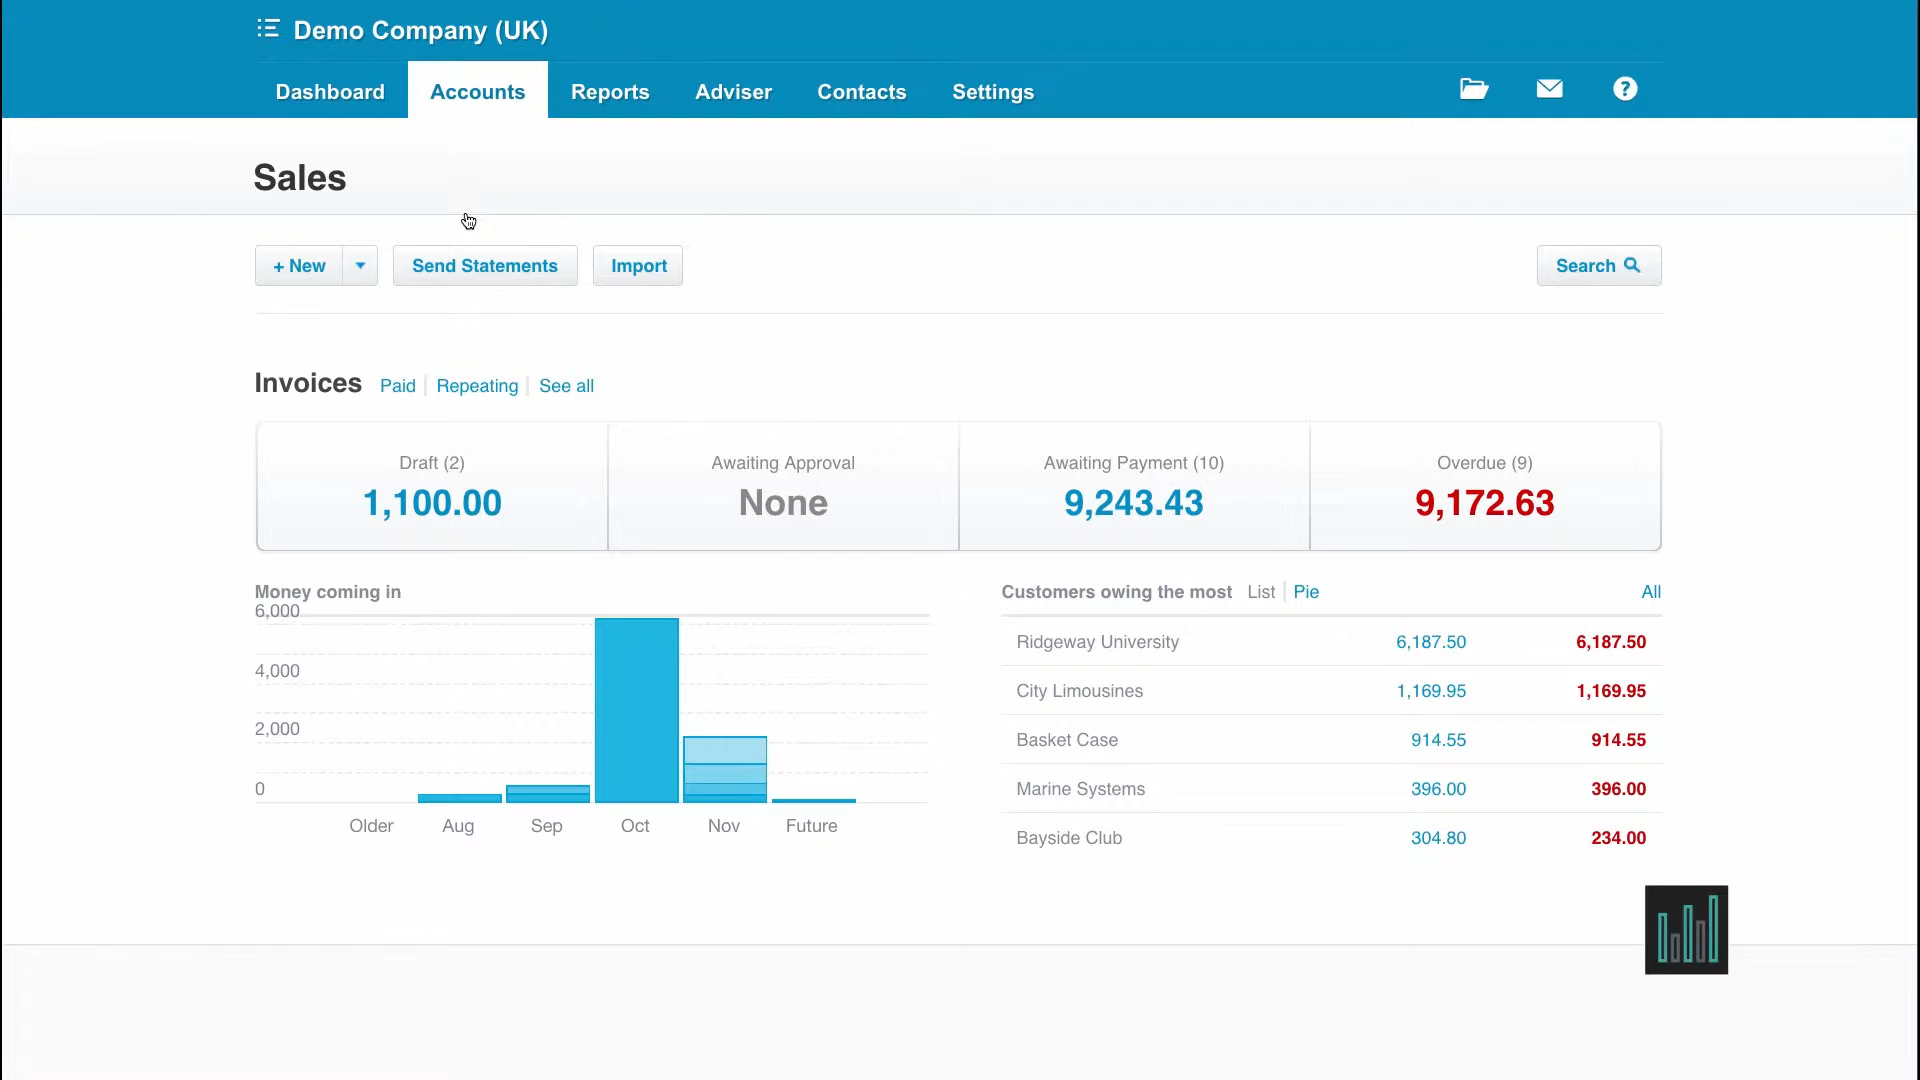 Demo Company (UK)
Dashboard Accounts Reports Adviser Contacts Settings ?
Sales
+ New Send Statements Import Search
Invoices Paid Repeating See all
Draft (2) Awaiting Approval Awaiting Payment (10) Overdue (9)
1,100.00 None 9,243.43 9,172.63
Money coming in
6,000
4,000
2,000
0
Older Aug Sep Oct Nov Future
Customers owing the most List Pie All
Ridgeway University 6,187.50 6,187.50
City Limousines 1,169.95 1,169.95
Basket Case 914.55 914.55
Marine Systems 396.00 396.00
Bayside Club 304.80 234.00